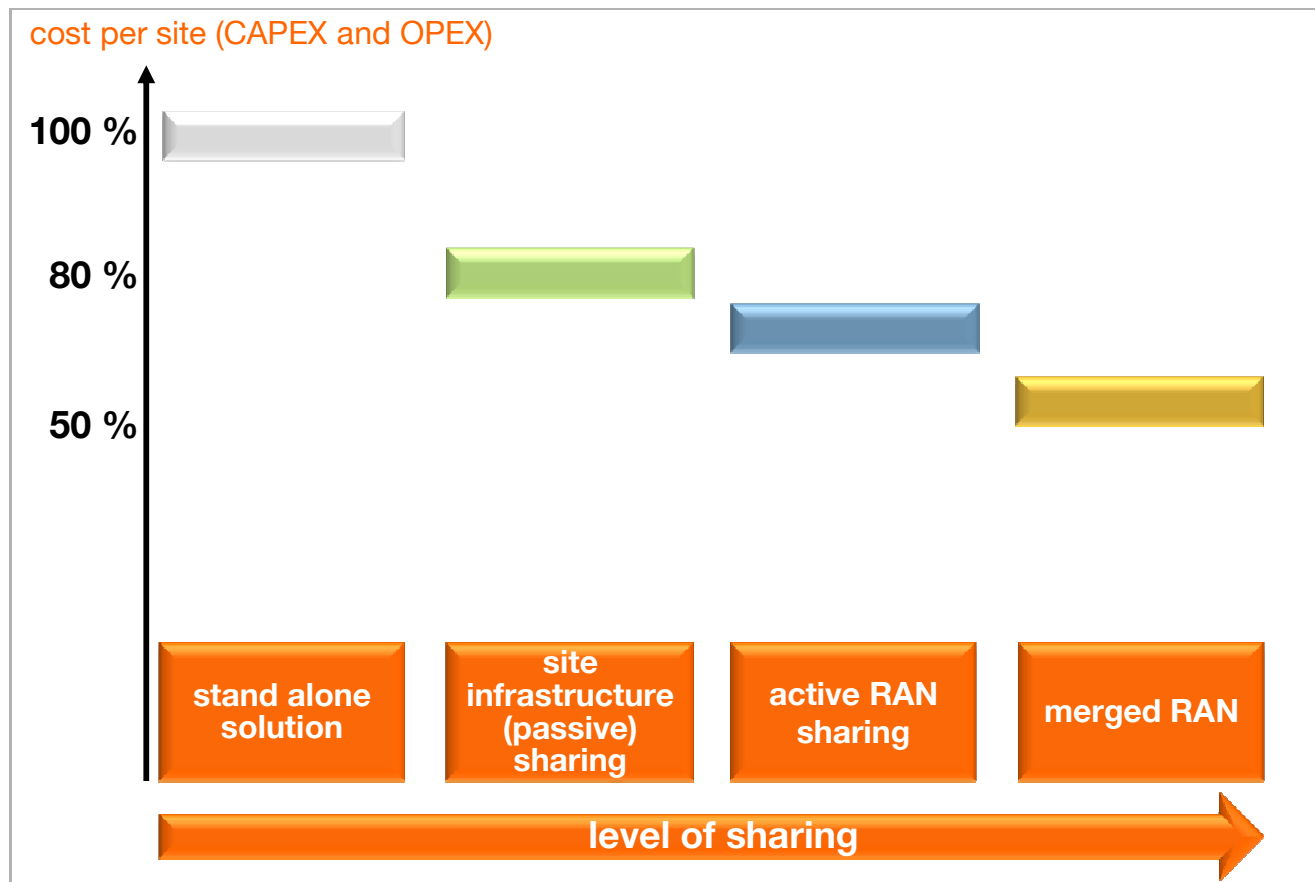 cost per site (CAPEX and OPEX)
100 %
80 %
50 %
stand alone
solution
site
infrastructure
(passive)
sharing
active RAN
sharing
merged RAN
level of sharing